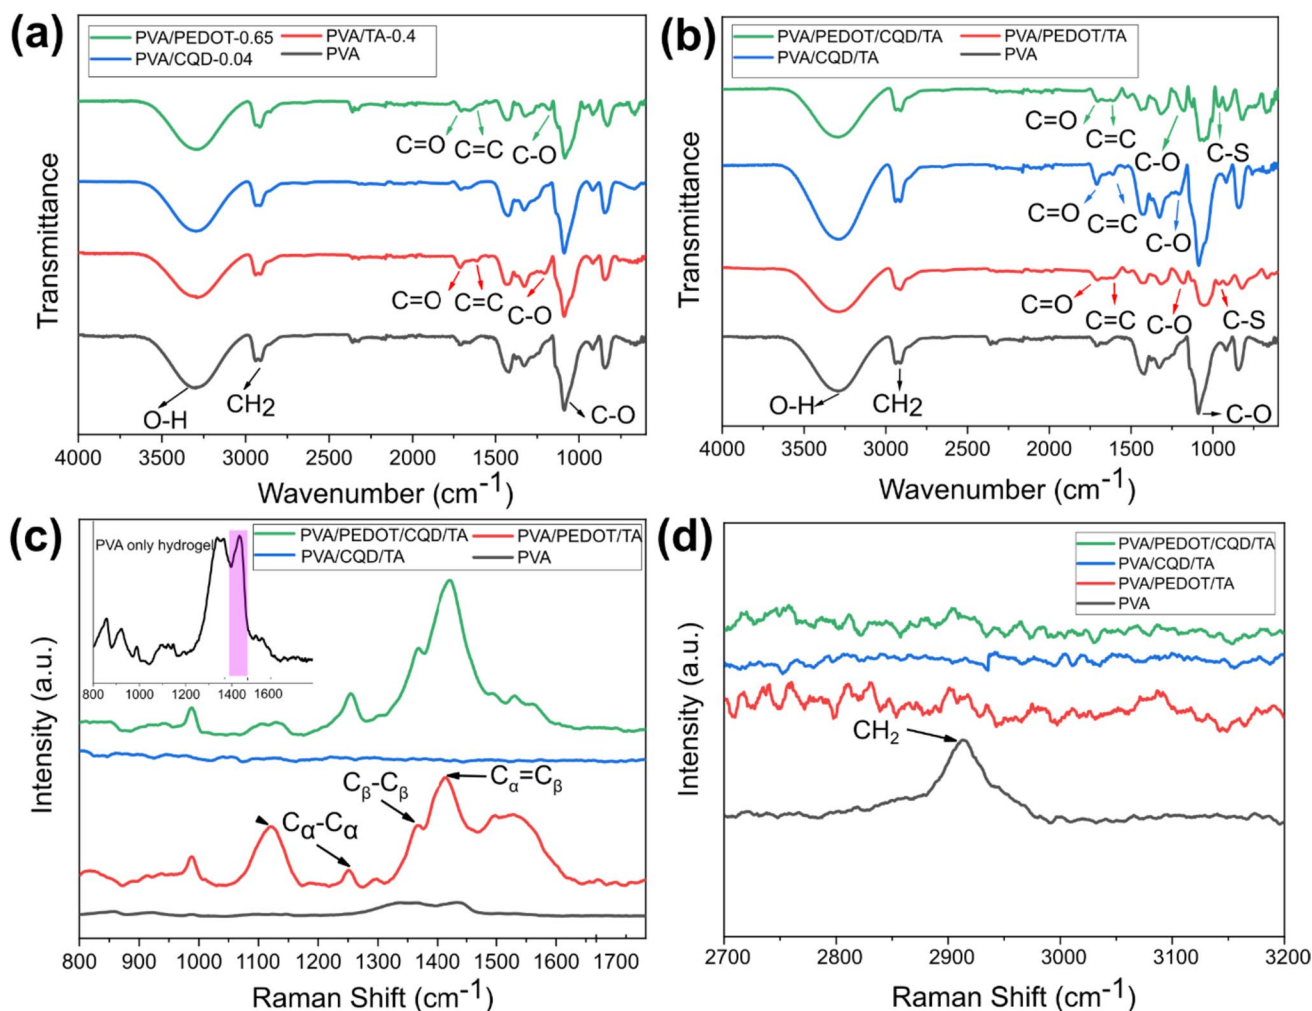 (a)
PVA/PEDOT-0.65
PVA/TA-0.4
PVA/CQD-0.04
PVA
C=O
C=C
C-O
C=O
C=C
C-O
O-H
CH2
C-O
Transmittance
4000 3500 3000 2500 2000 1500 1000
Wavenumber (cm⁻¹)
(b)
PVA/PEDOT/CQD/TA
PVA/PEDOT/TA
PVA/CQD/TA
PVA
C=O
C=C
C-O
C-S
C=O
C=C
C-O
C=O
C=C
C-O
C-S
O-H
CH2
C-O
Transmittance
4000 3500 3000 2500 2000 1500 1000
Wavenumber (cm⁻¹)
(c)
PVA only hydrogel
800 1000 1200 1400 1600
PVA/PEDOT/CQD/TA
PVA/PEDOT/TA
PVA/CQD/TA
PVA
Cα-Cα
Cβ-Cβ
Cα=Cβ
Intensity (a.u.)
800 900 1000 1100 1200 1300 1400 1500 1600 1700
Raman Shift (cm⁻¹)
(d)
PVA/PEDOT/CQD/TA
PVA/CQD/TA
PVA/PEDOT/TA
PVA
CH₂
Intensity (a.u.)
2700 2800 2900 3000 3100 3200
Raman Shift (cm⁻¹)